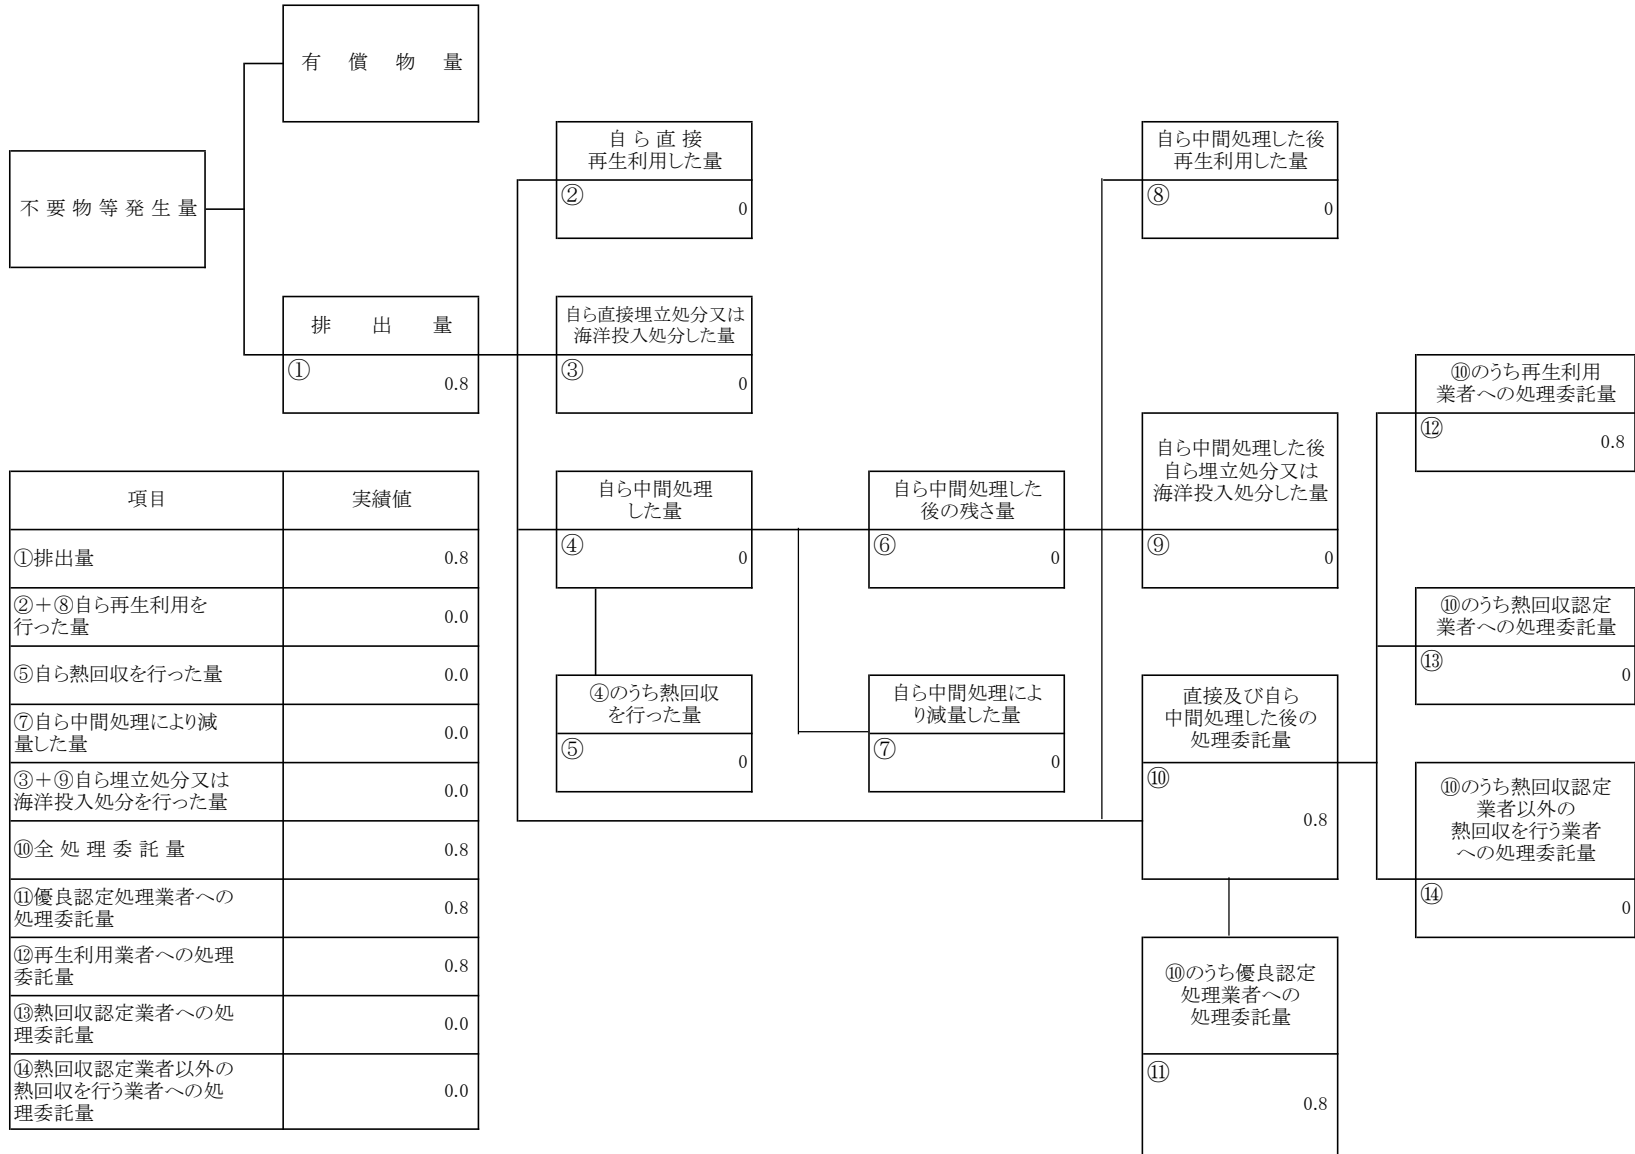 有償物量
不要物等発生量
排出量
①
0.8
自ら直接
再生利用した量
②
0
自ら直接埋立処分又は
海洋投入処分した量
③
0
自ら中間処理
した量
④
0
④のうち熱回収
を行った量
⑤
0
自ら中間処理した
後の残さ量
⑥
0
自ら中間処理によ
り減量した量
⑦
0
自ら中間処理した後
再生利用した量
⑧
0
自ら中間処理した後
自ら埋立処分又は
海洋投入処分した量
⑨
0
直接及び自ら
中間処理した後の
処理委託量
⑩
0.8
⑩のうち優良認定
処理業者への
処理委託量
⑪
0.8
⑩のうち再生利用
業者への処理委託量
⑫
0.8
⑩のうち熱回収認定
業者への処理委託量
⑬
0
⑩のうち熱回収認定
業者以外の
熱回収を行う業者
への処理委託量
⑭
0
項目 実績値
①排出量 0.8
②+⑧自ら再生利用を
行った量 0.0
⑤自ら熱回収を行った量 0.0
⑦自ら中間処理により減
量した量 0.0
③+⑨自ら埋立処分又は
海洋投入処分を行った量 0.0
⑩全処理委託量 0.8
⑪優良認定処理業者への
処理委託量 0.8
⑫再生利用業者への処理
委託量 0.8
⑬熱回収認定業者への処
理委託量 0.0
⑭熱回収認定業者以外の
熱回収を行う業者への処
理委託量 0.0